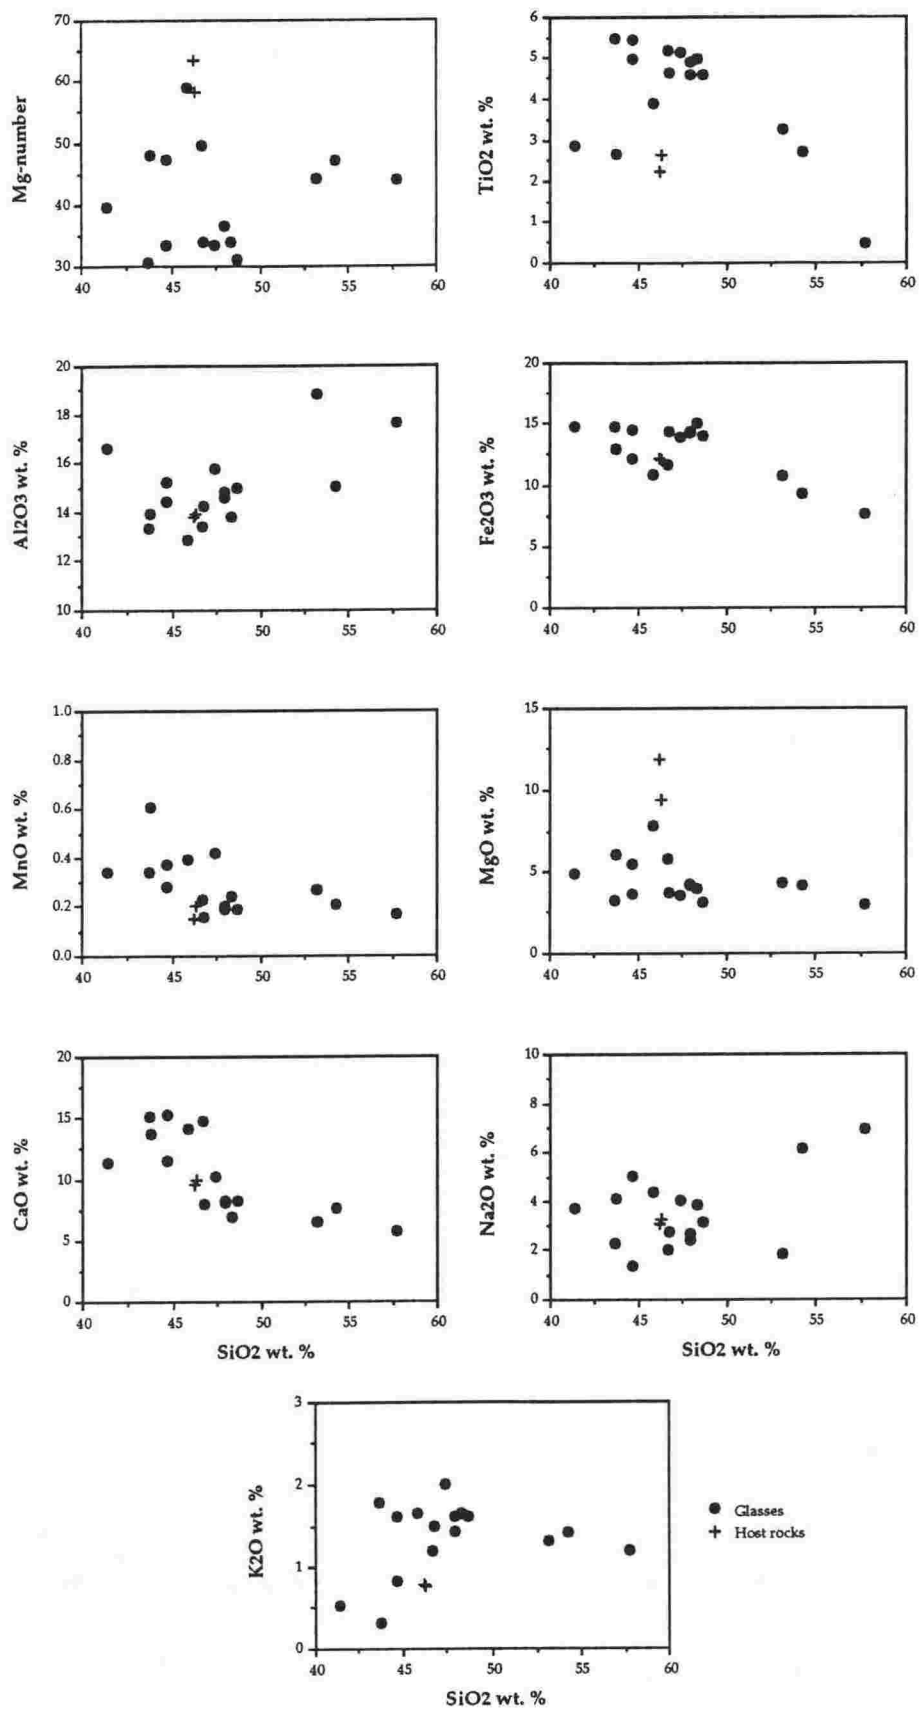 70
60
50
40
30
Mg-number
40 45 50 55 60
6
5
4
3
2
1
0
TiO2 wt. %
40 45 50 55 60
20
18
16
14
12
10
Al2O3 wt. %
40 45 50 55 60
20
15
10
5
0
Fe2O3 wt. %
40 45 50 55 60
1.0
0.8
0.6
0.4
0.2
0.0
MnO wt. %
40 45 50 55 60
15
10
5
0
MgO wt. %
40 45 50 55 60
20
15
10
5
0
CaO wt. %
40 45 50 55 60
SiO2 wt. %
10
8
6
4
2
0
Na2O wt. %
40 45 50 55 60
SiO2 wt. %
3
2
1
0
K2O wt. %
40 45 50 55 60
SiO2 wt. %
Glasses
Host rocks